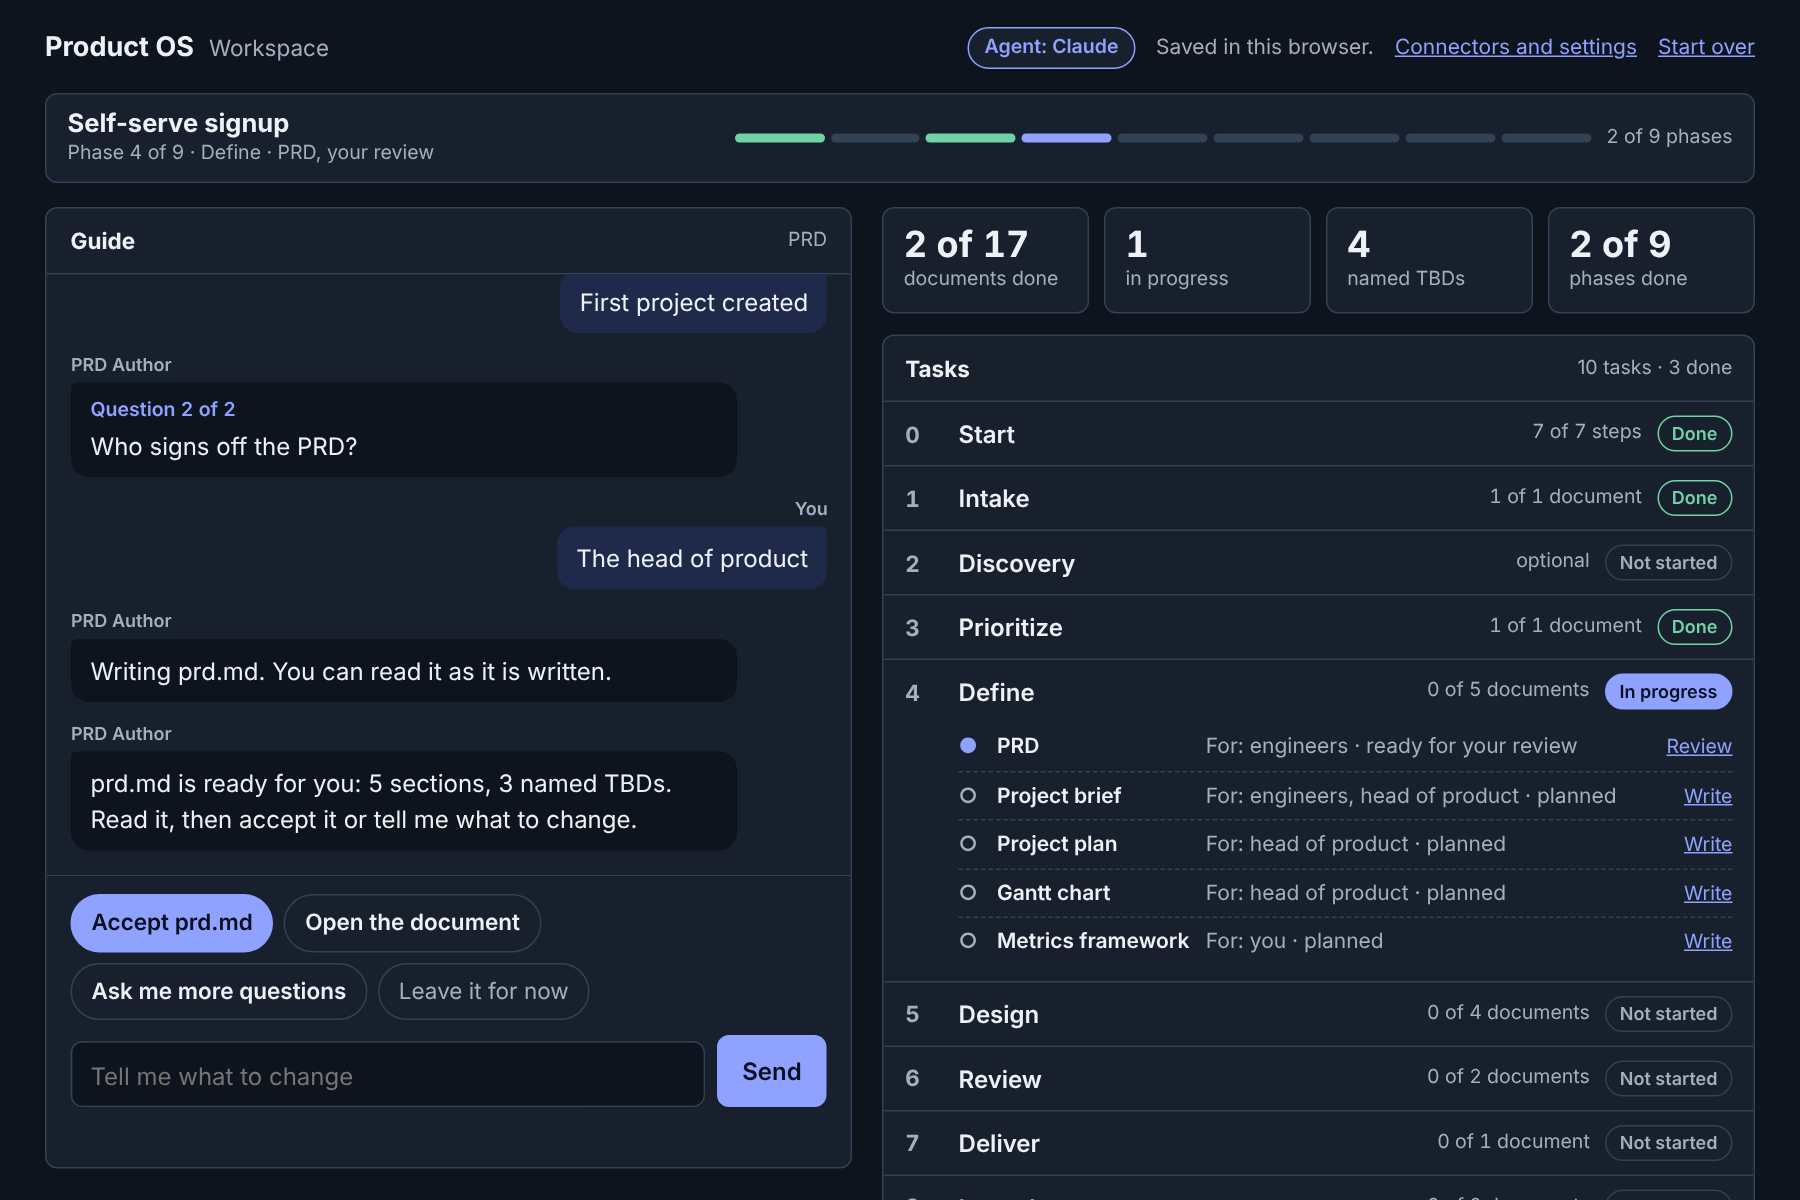 Product OS Workspace
Agent: Claude
Saved in this browser.
Connectors and settings
Start over
Self-serve signup
Phase 4 of 9 · Define · PRD, your review
2 of 9 phases
Guide
PRD
First project created
PRD Author
Question 2 of 2
Who signs off the PRD?
You
The head of product
PRD Author
Writing prd.md. You can read it as it is written.
PRD Author
prd.md is ready for you: 5 sections, 3 named TBDs.
Read it, then accept it or tell me what to change.
Accept prd.md
Open the document
Ask me more questions
Leave it for now
Tell me what to change
Send
2 of 17
documents done
1
in progress
4
named TBDs
2 of 9
phases done
Tasks
10 tasks · 3 done
0 Start 7 of 7 steps Done
1 Intake 1 of 1 document Done
2 Discovery optional Not started
3 Prioritize 1 of 1 document Done
4 Define 0 of 5 documents In progress
PRD For: engineers · ready for your review Review
Project brief For: engineers, head of product · planned Write
Project plan For: head of product · planned Write
Gantt chart For: head of product · planned Write
Metrics framework For: you · planned Write
5 Design 0 of 4 documents Not started
6 Review 0 of 2 documents Not started
7 Deliver 0 of 1 document Not started